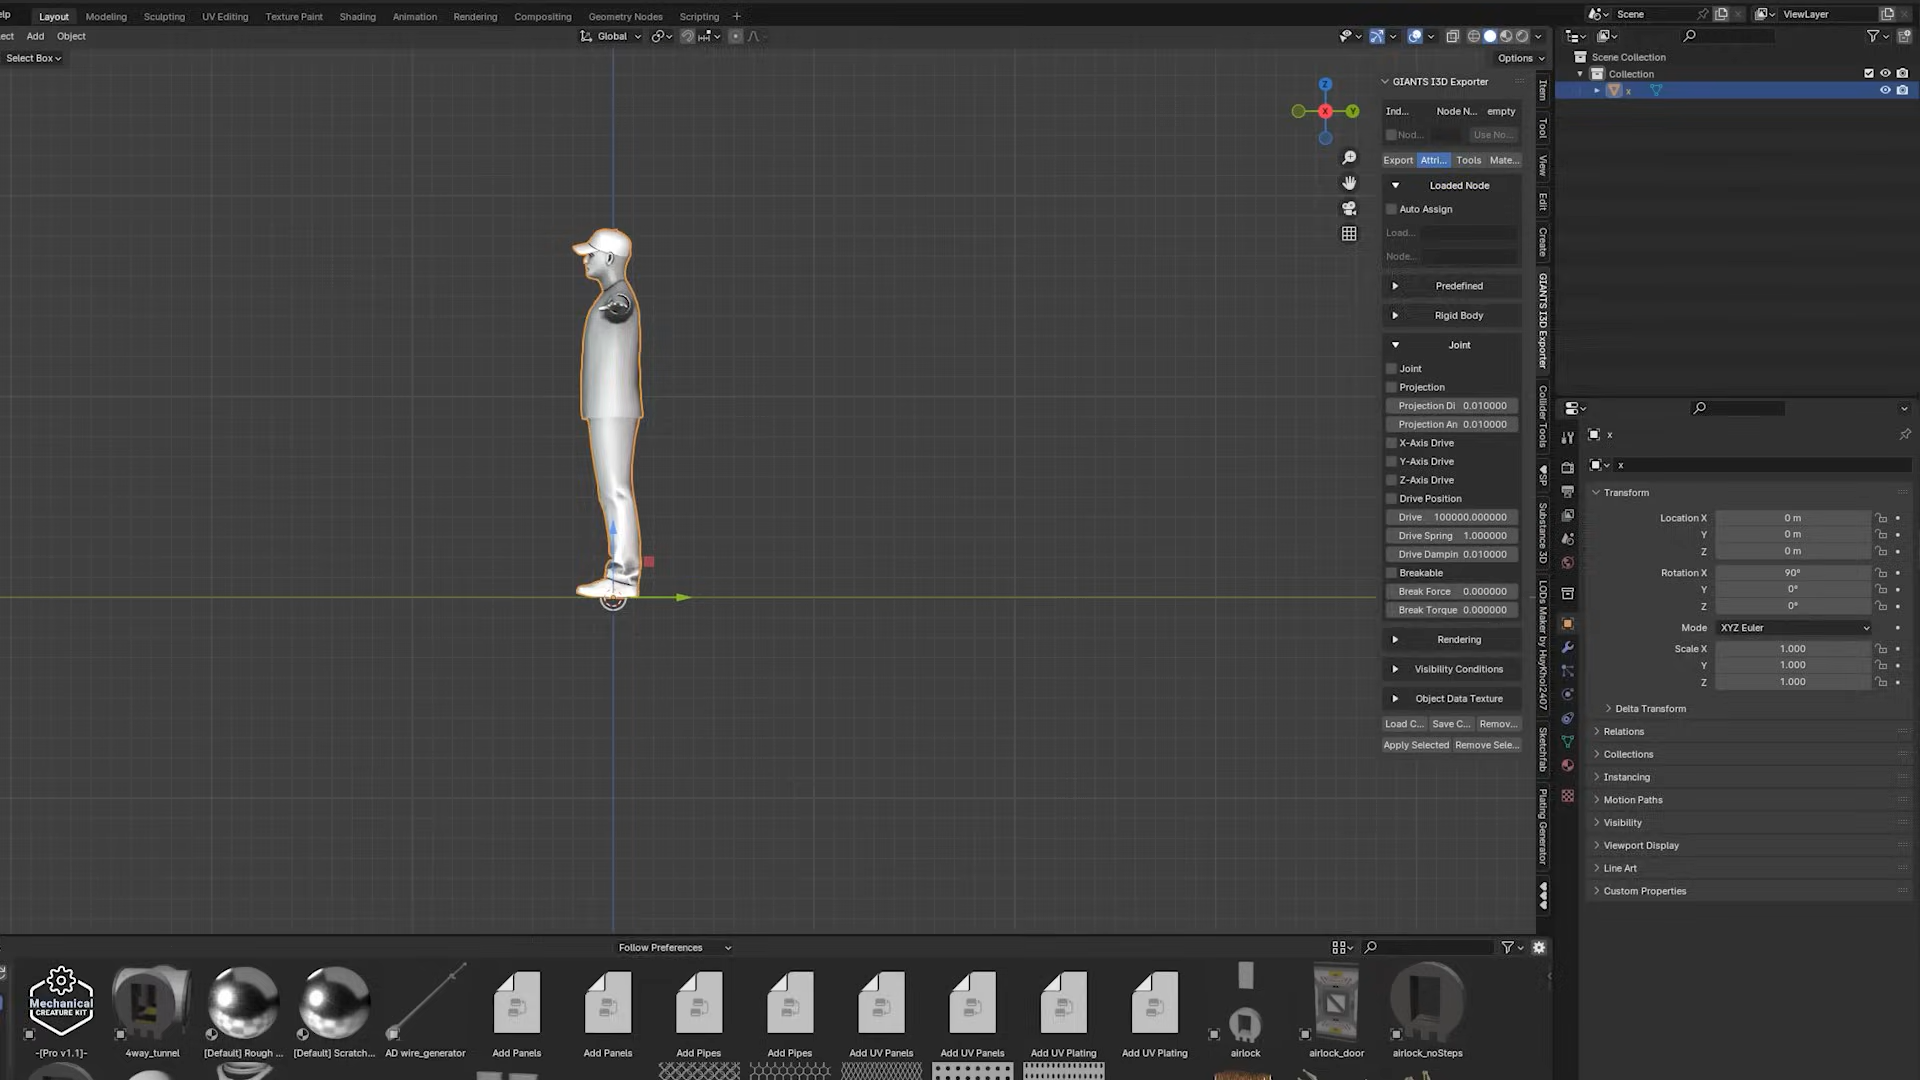 elp
Layout
Modeling
Sculpting
UV Editing
Texture Paint
Shading
Animation
Rendering
Compositing
Geometry Nodes
Scripting
+
Scene
ViewLayer
ect
Add
Object
Global
Select Box
Options
Scene Collection
Collection
x
Z
X
Y
GIANTS I3D Exporter
Ind...
Node N...
empty
Nod...
Use No...
Export
Attri...
Tools
Mate...
Loaded Node
Auto Assign
Load...
Node...
Predefined
Rigid Body
Joint
Joint
Projection
Projection Di 0.010000
Projection An 0.010000
X-Axis Drive
Y-Axis Drive
Z-Axis Drive
Drive Position
Drive 100000.000000
Drive Spring 1.000000
Drive Dampin 0.010000
Breakable
Break Force 0.000000
Break Torque 0.000000
Rendering
Visibility Conditions
Object Data Texture
Load C...
Save C...
Remov...
Apply Selected
Remove Sele...
Item
Tool
View
Edit
Create
GIANTS I3D Exporter
Collider Tools
SP
Substance 3D
LODs Maker by HuyKhoi2407
Sketchfab
Plating Generator
x
x
Transform
Location X 0 m
Y 0 m
Z 0 m
Rotation X 90°
Y 0°
Z 0°
Mode XYZ Euler
Scale X 1.000
Y 1.000
Z 1.000
Delta Transform
Relations
Collections
Instancing
Motion Paths
Visibility
Viewport Display
Line Art
Custom Properties
Follow Preferences
Mechanical
CREATURE KIT
-[Pro v1.1]-
4way_tunnel
[Default] Rough ...
[Default] Scratch...
AD wire_generator
Add Panels
Add Panels
Add Pipes
Add Pipes
Add UV Panels
Add UV Panels
Add UV Plating
Add UV Plating
airlock
airlock_door
airlock_noSteps